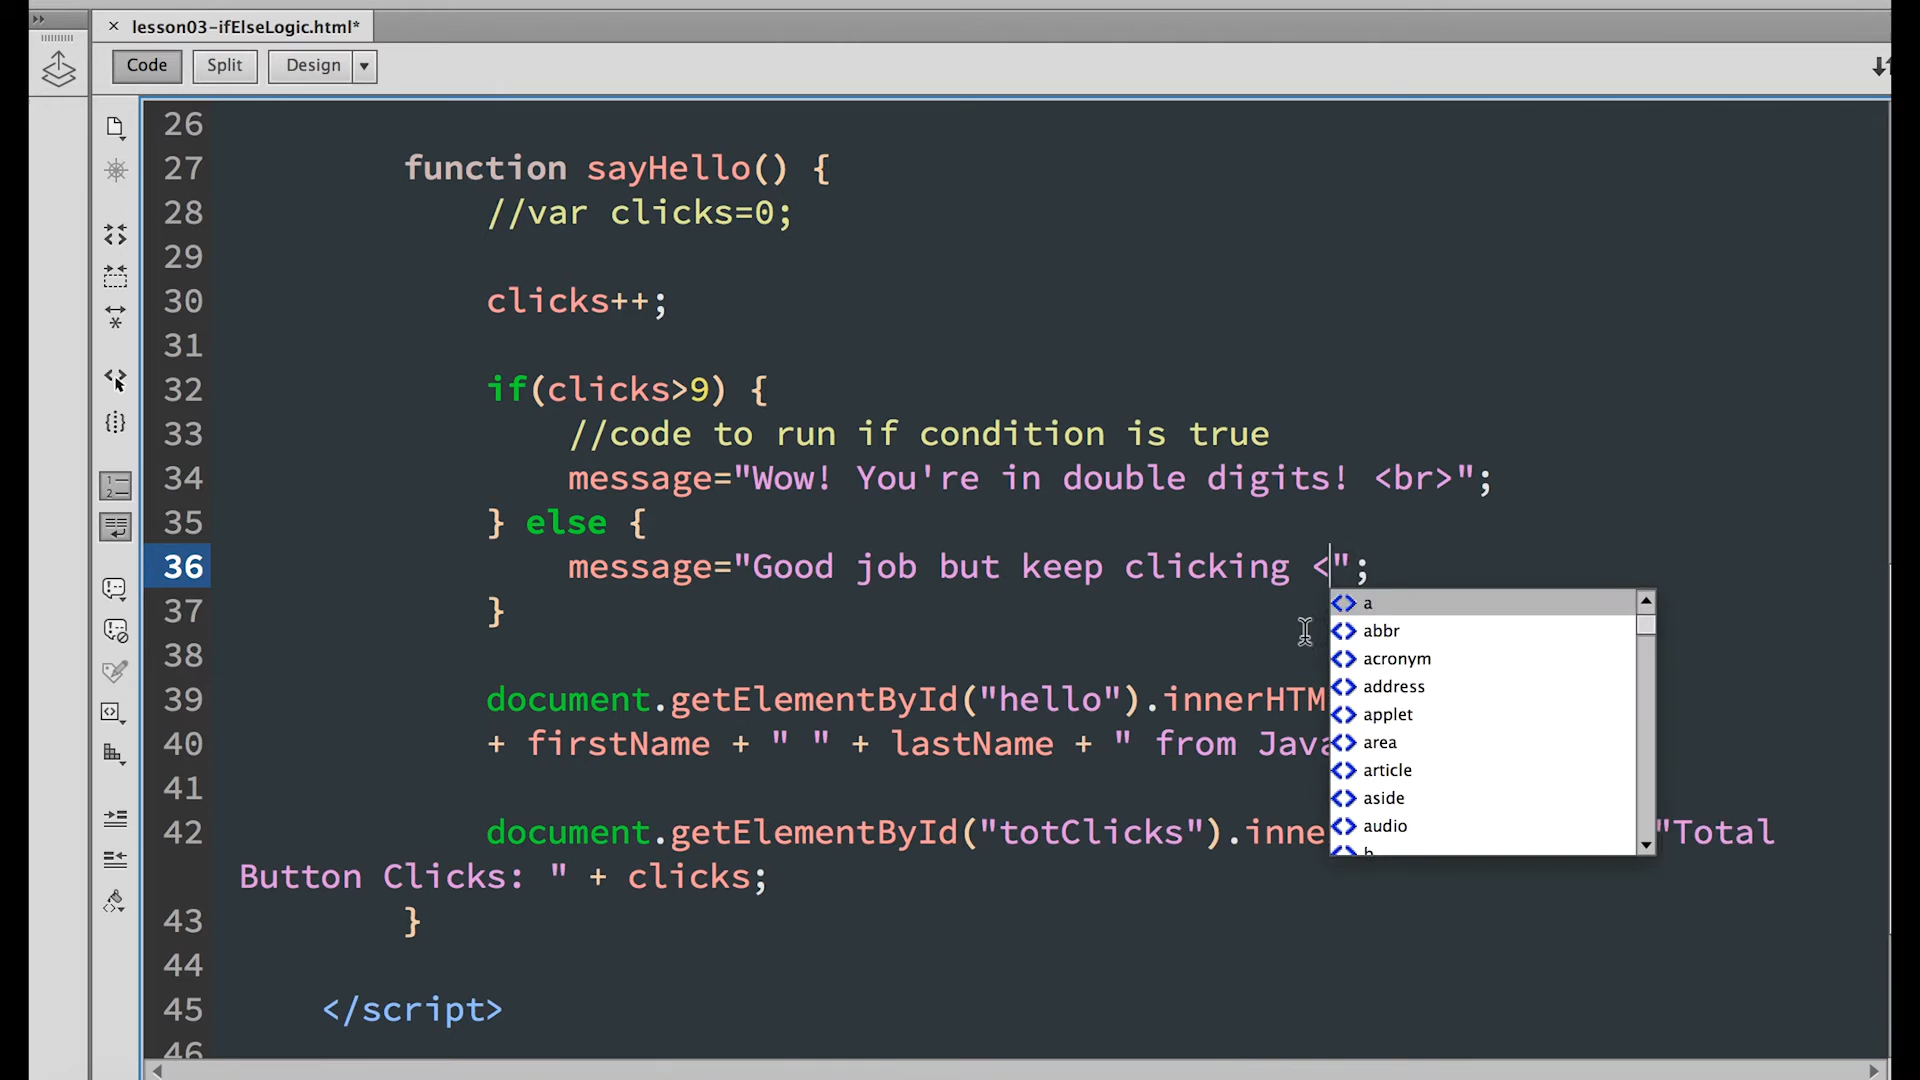 lesson03-ifElseLogic.html*
Code Split Design
26
27 function sayHello() {
28 //var clicks=0;
29
30 clicks++;
31
32 if(clicks>9) {
33 //code to run if condition is true
34 message="Wow! You're in double digits! <br>";
35 } else {
36 message="Good job but keep clicking <";
37 }
38
39 document.getElementById("hello").innerHTM
40 + firstName + " " + lastName + " from Java
41
42 document.getElementById("totClicks").inne "Total
Button Clicks: " + clicks;
43 }
44
45 </script>
46
a
abbr
acronym
address
applet
area
article
aside
audio
b